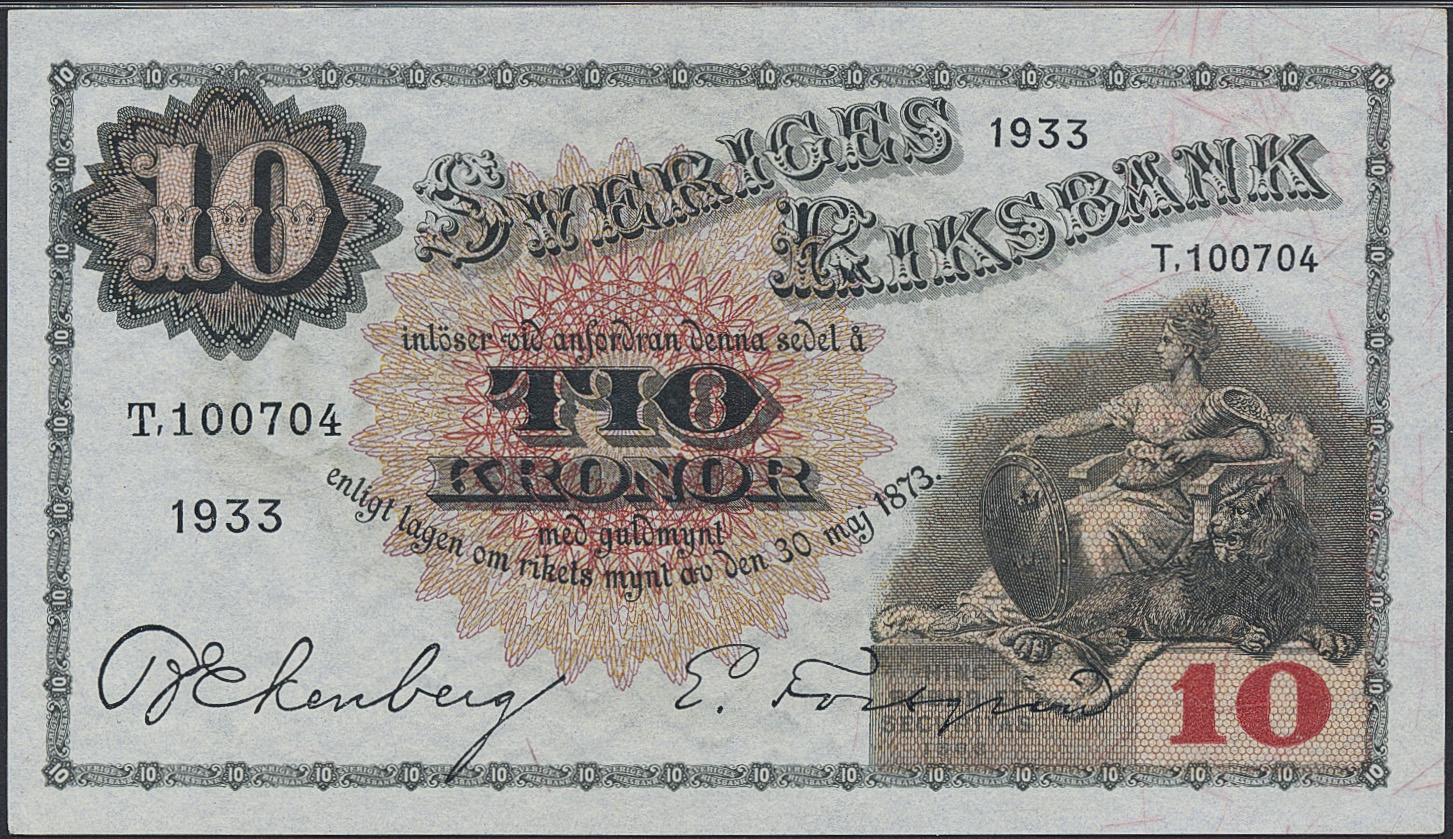 10
SVERIGES
1933
RIKSBANK
T.100704
inlöser vid anfordran denna sedel å
TIO
KRONOR
T.100704
1933
med guldmynt
enligt lagen om rikets mynt av den 30 maj 1873.
10